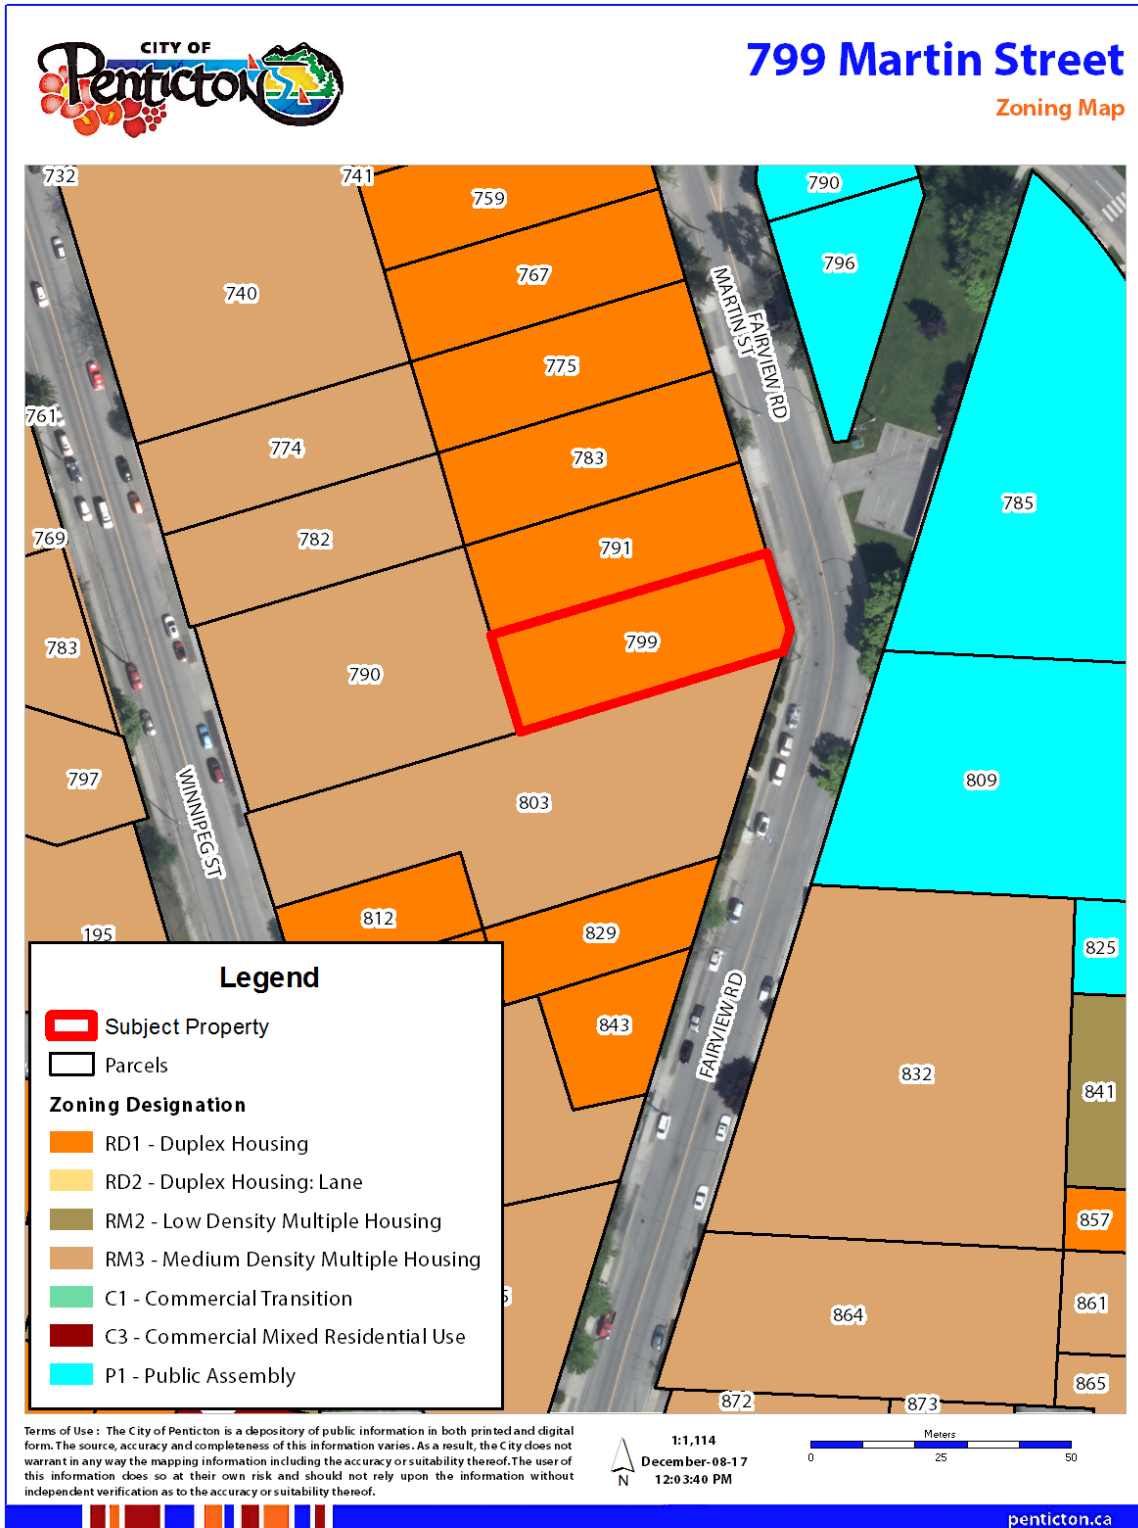 CITY OF
Penticton
799 Martin Street
Zoning Map
732
741
759
790
767
796
740
MARTIN ST
FAIRVIEW RD
775
761
774
783
785
769
782
791
783
799
790
797
WINNIPEG ST
803
809
812
829
195
825
843
FAIRVIEW RD
832
841
857
861
864
865
872
873
5
Legend
Subject Property
Parcels
Zoning Designation
RD1 - Duplex Housing
RD2 - Duplex Housing: Lane
RM2 - Low Density Multiple Housing
RM3 - Medium Density Multiple Housing
C1 - Commercial Transition
C3 - Commercial Mixed Residential Use
P1 - Public Assembly
Terms of Use : The City of Penticton is a depository of public information in both printed and digital
form. The source, accuracy and completeness of this information varies. As a result, the City does not
warrant in any way the mapping information including the accuracy or suitability thereof. The user of
this information does so at their own risk and should not rely upon the information without
independent verification as to the accuracy or suitability thereof.
N
1:1,114
December-08-17
12:03:40 PM
Meters
0 25 50
penticton.ca